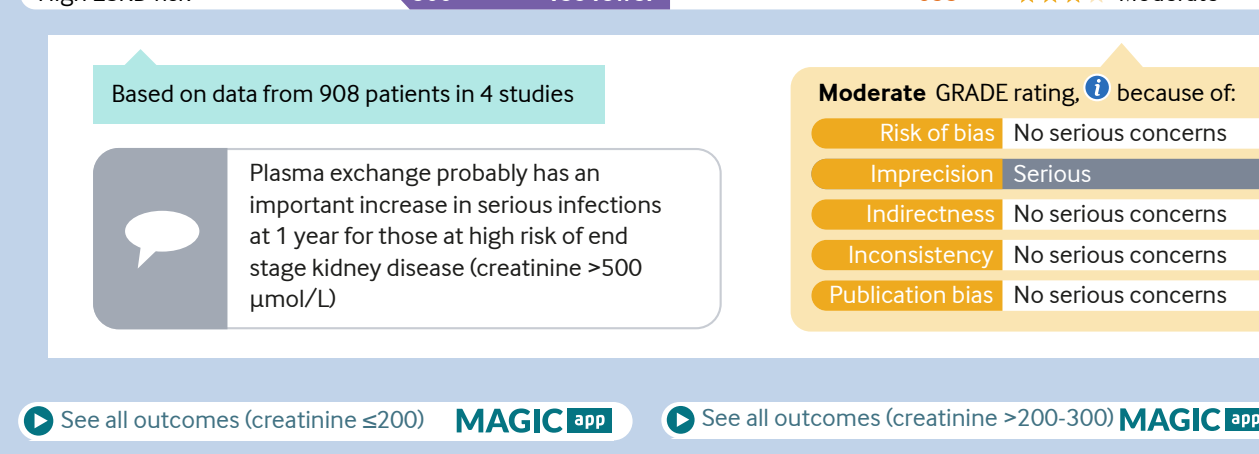 High ESRD risk
Moderate
Based on data from 908 patients in 4 studies
Plasma exchange probably has an
important increase in serious infections
at 1 year for those at high risk of end
stage kidney disease (creatinine >500
μmol/L)
Moderate GRADE rating, i because of:
Risk of bias No serious concerns
Imprecision Serious
Indirectness No serious concerns
Inconsistency No serious concerns
Publication bias No serious concerns
See all outcomes (creatinine ≤200) MAGIC app
See all outcomes (creatinine >200-300) MAGIC app